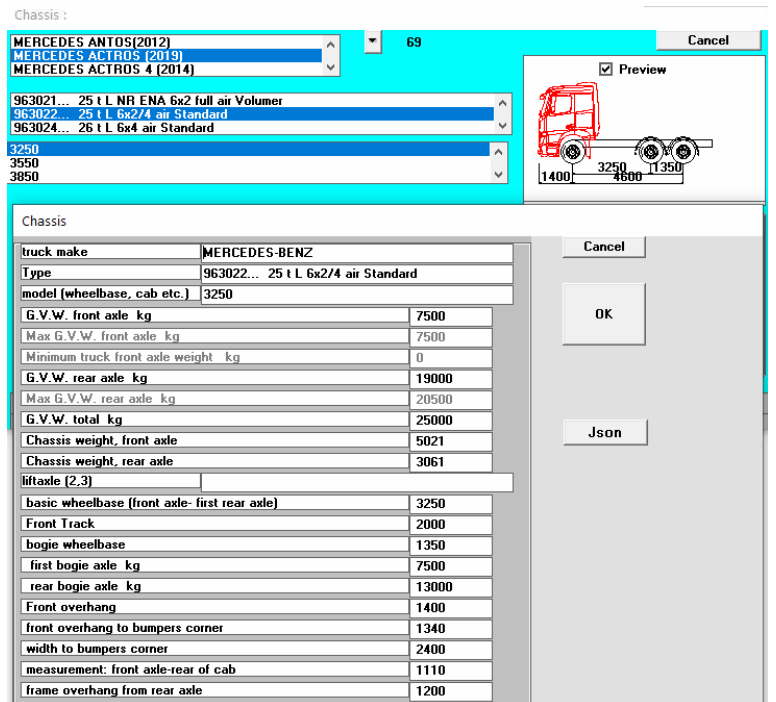 Chassis :
MERCEDES ANTOS(2012)
MERCEDES ACTROS (2019)
MERCEDES ACTROS 4 (2014)
69
Cancel
Preview
963021... 25 t L NR ENA 6x2 full air Volumer
963022... 25 t L 6x2/4 air Standard
963024... 26 t L 6x4 air Standard
3250
3550
3850
3250 1350
1400 4600
Chassis
truck make MERCEDES-BENZ
Type 963022... 25 t L 6x2/4 air Standard
model (wheelbase, cab etc.) 3250
G.V.W. front axle kg 7500
Max G.V.W. front axle kg 7500
Minimum truck front axle weight kg 0
G.V.W. rear axle kg 19000
Max G.V.W. rear axle kg 20500
G.V.W. total kg 25000
Chassis weight, front axle 5021
Chassis weight, rear axle 3061
liftaxle (2,3)
basic wheelbase (front axle- first rear axle) 3250
Front Track 2000
bogie wheelbase 1350
first bogie axle kg 7500
rear bogie axle kg 13000
Front overhang 1400
front overhang to bumpers corner 1340
width to bumpers corner 2400
measurement: front axle-rear of cab 1110
frame overhang from rear axle 1200
Cancel
OK
Json